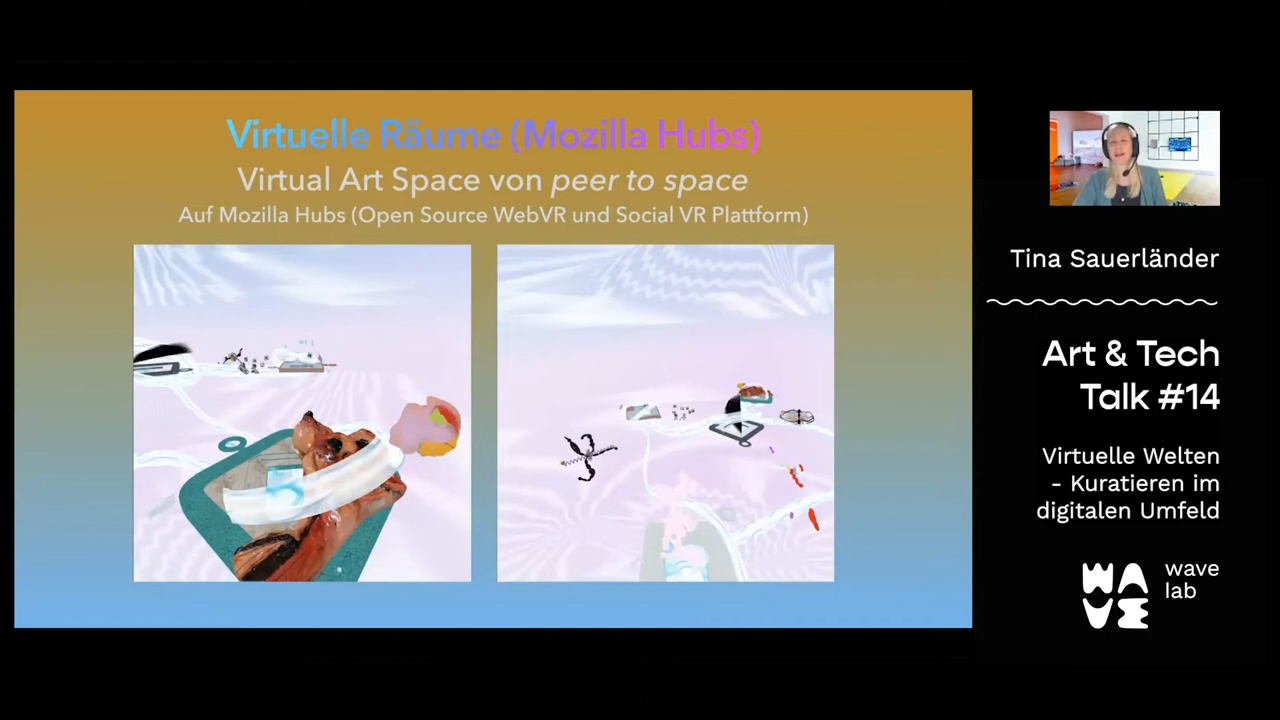 Virtuelle Räume (Mozilla Hubs)
Virtual Art Space von peer to space
Auf Mozilla Hubs (Open Source WebVR und Social VR Plattform)
Tina Sauerländer
Art & Tech
Talk #14
Virtuelle Welten
- Kuratieren im
digitalen Umfeld
WAVE
wave
lab